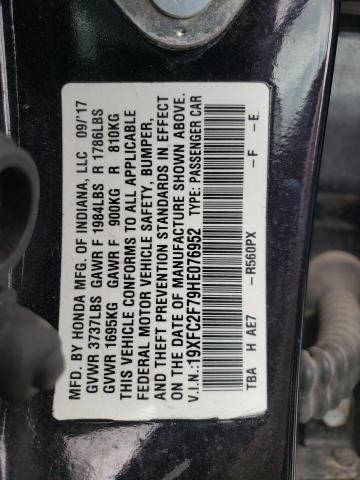 MFD. BY HONDA MFG. OF INDIANA, LLC 09/'17
GVWR 3737LBS GAWR F 1984LBS R 1786LBS
GVWR 1695KG GAWR F 900KG R 810KG
THIS VEHICLE CONFORMS TO ALL APPLICABLE
FEDERAL MOTOR VEHICLE SAFETY, BUMPER,
AND THEFT PREVENTION STANDARDS IN EFFECT
ON THE DATE OF MANUFACTURE SHOWN ABOVE.
V.I.N.:19XFC2F79HE076952 TYPE: PASSENGER CAR
TBA H AE7 -R560PX -F -E.